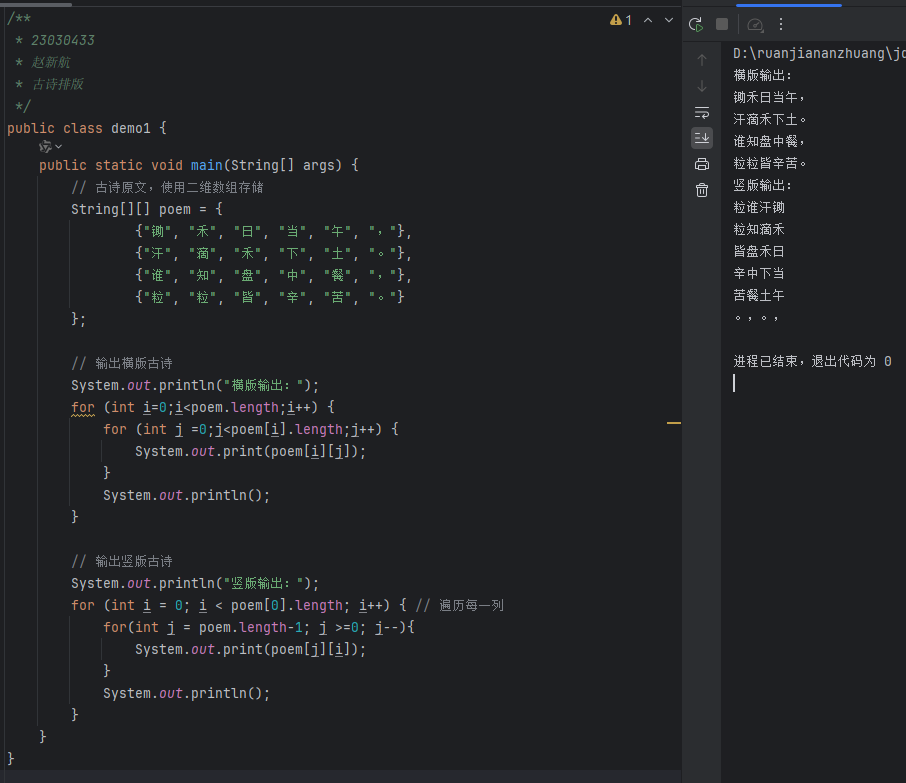 /**
 * 23030433
 * 赵新航
 * 古诗排版
 */
public class demo1 {
    public static void main(String[] args) {
        // 古诗原文，使用二维数组存储
        String[][] poem = {
                {"锄", "禾", "日", "当", "午", "，"},
                {"汗", "滴", "禾", "下", "土", "。"},
                {"谁", "知", "盘", "中", "餐", "，"},
                {"粒", "粒", "皆", "辛", "苦", "。"}
        };
        // 输出横版古诗
        System.out.println("横版输出：");
        for (int i=0;i<poem.length;i++) {
            for (int j =0;j<poem[i].length;j++) {
                System.out.print(poem[i][j]);
            }
            System.out.println();
        }
        // 输出竖版古诗
        System.out.println("竖版输出：");
        for (int i = 0; i < poem[0].length; i++) { // 遍历每一列
            for(int j = poem.length-1; j >=0; j--){
                System.out.print(poem[j][i]);
            }
            System.out.println();
        }
    }
}
1
D:\ruanjiananzhuang\jd
横版输出：
锄禾日当午，
汗滴禾下土。
谁知盘中餐，
粒粒皆辛苦。
竖版输出：
粒谁汗锄
粒知滴禾
皆盘禾日
辛中下当
苦餐土午
。，。，
进程已结束，退出代码为 0